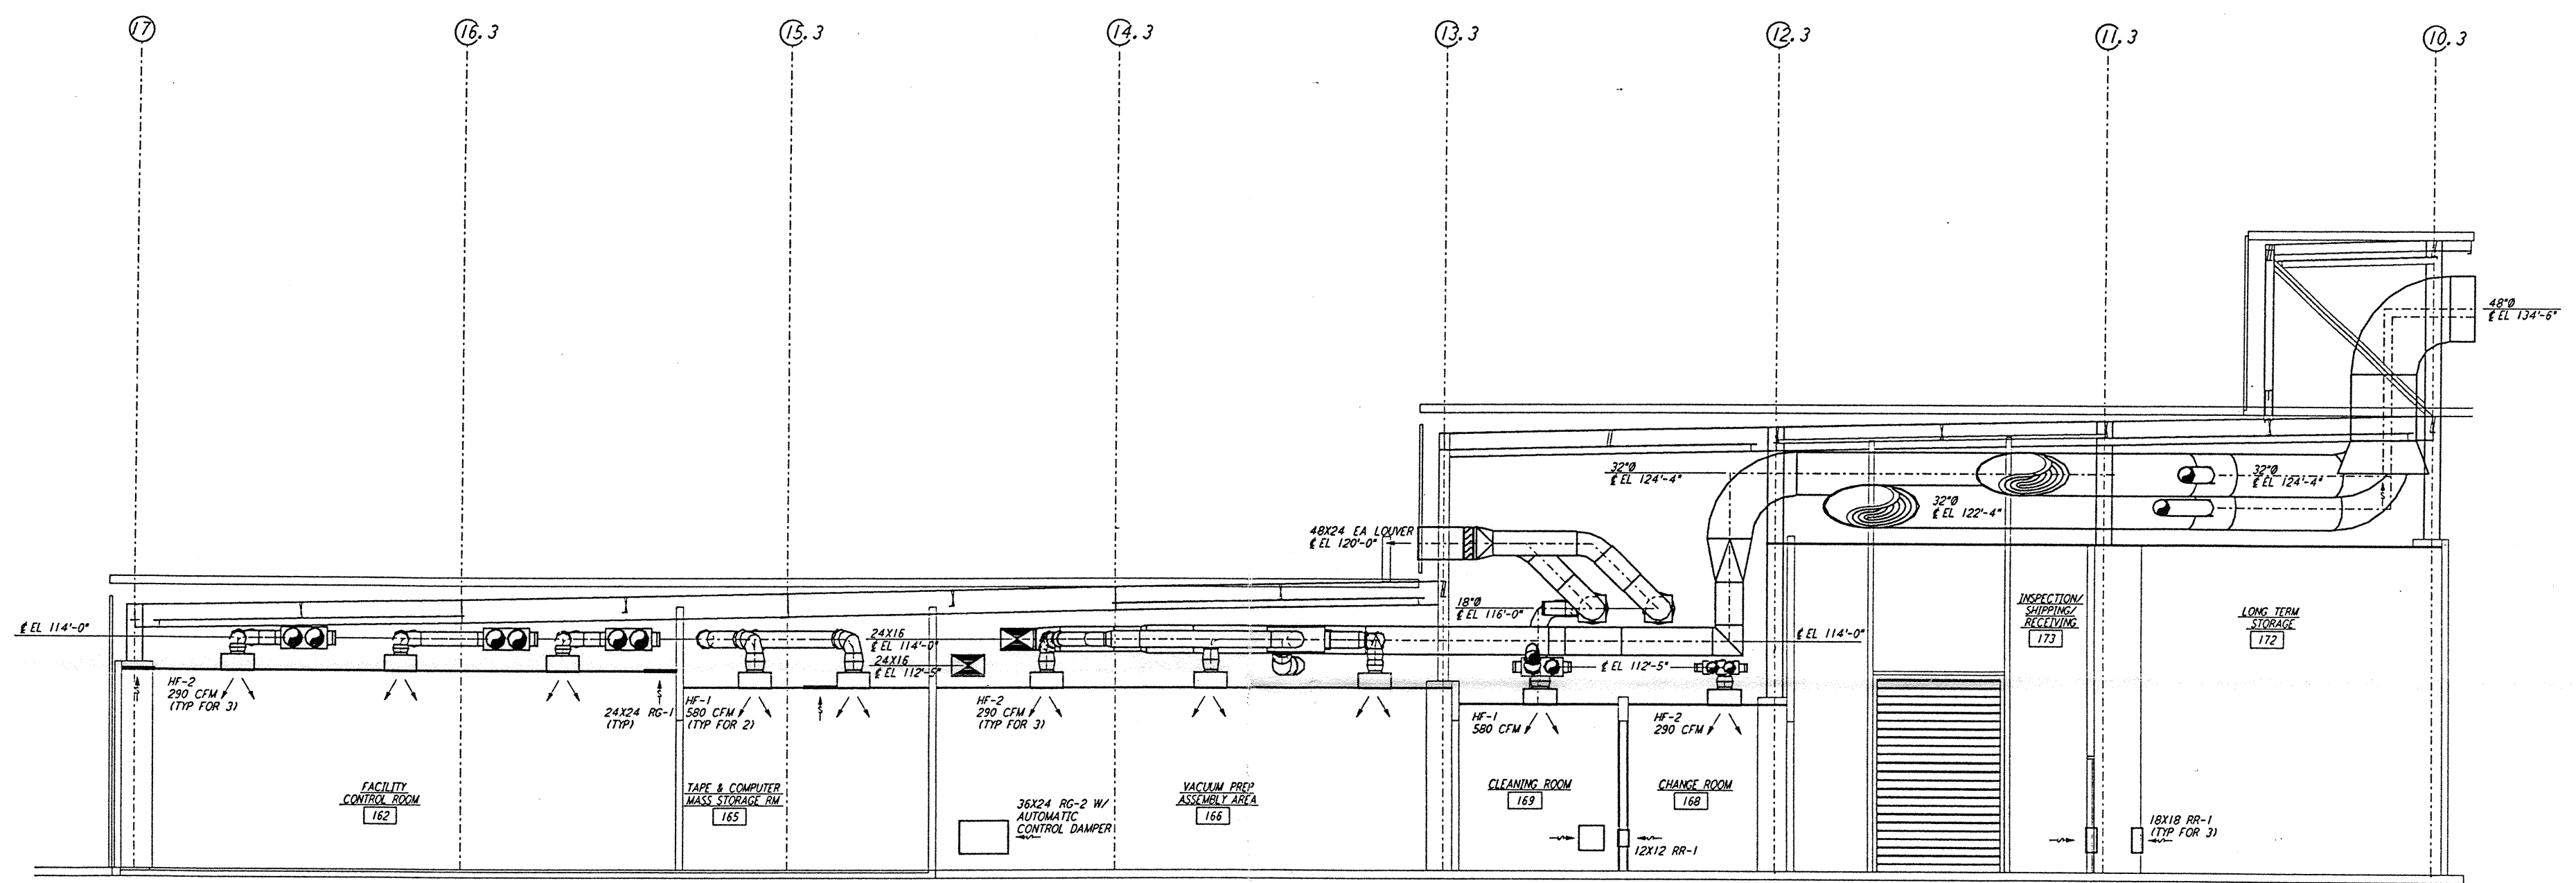 17
16.3
15.3
14.3
13.3
12.3
11.3
10.3
48"Ø
℄ EL 134'-6"
32"Ø
℄ EL 124'-4"
32"Ø
℄ EL 124'-4"
32"Ø
℄ EL 122'-4"
48X24 EA LOUVER
℄ EL 120'-0"
18"Ø
℄ EL 116'-0"
℄ EL 114'-0"
24X16
℄ EL 114'-0"
24X16
℄ EL 112'-5"
℄ EL 114'-0"
℄ EL 112'-5"
INSPECTION/
SHIPPING/
RECEIVING
173
LONG TERM
STORAGE
172
HF-2
290 CFM
(TYP FOR 3)
24X24 RG-1
(TYP)
HF-1
580 CFM
(TYP FOR 2)
HF-2
290 CFM
(TYP FOR 3)
HF-1
580 CFM
HF-2
290 CFM
FACILITY
CONTROL ROOM
162
TAPE & COMPUTER
MASS STORAGE RM
165
36X24 RG-2 W/
AUTOMATIC
CONTROL DAMPER
VACUUM PREP
ASSEMBLY AREA
166
CLEANING ROOM
169
CHANGE ROOM
168
12X12 RR-1
18X18 RR-1
(TYP FOR 3)